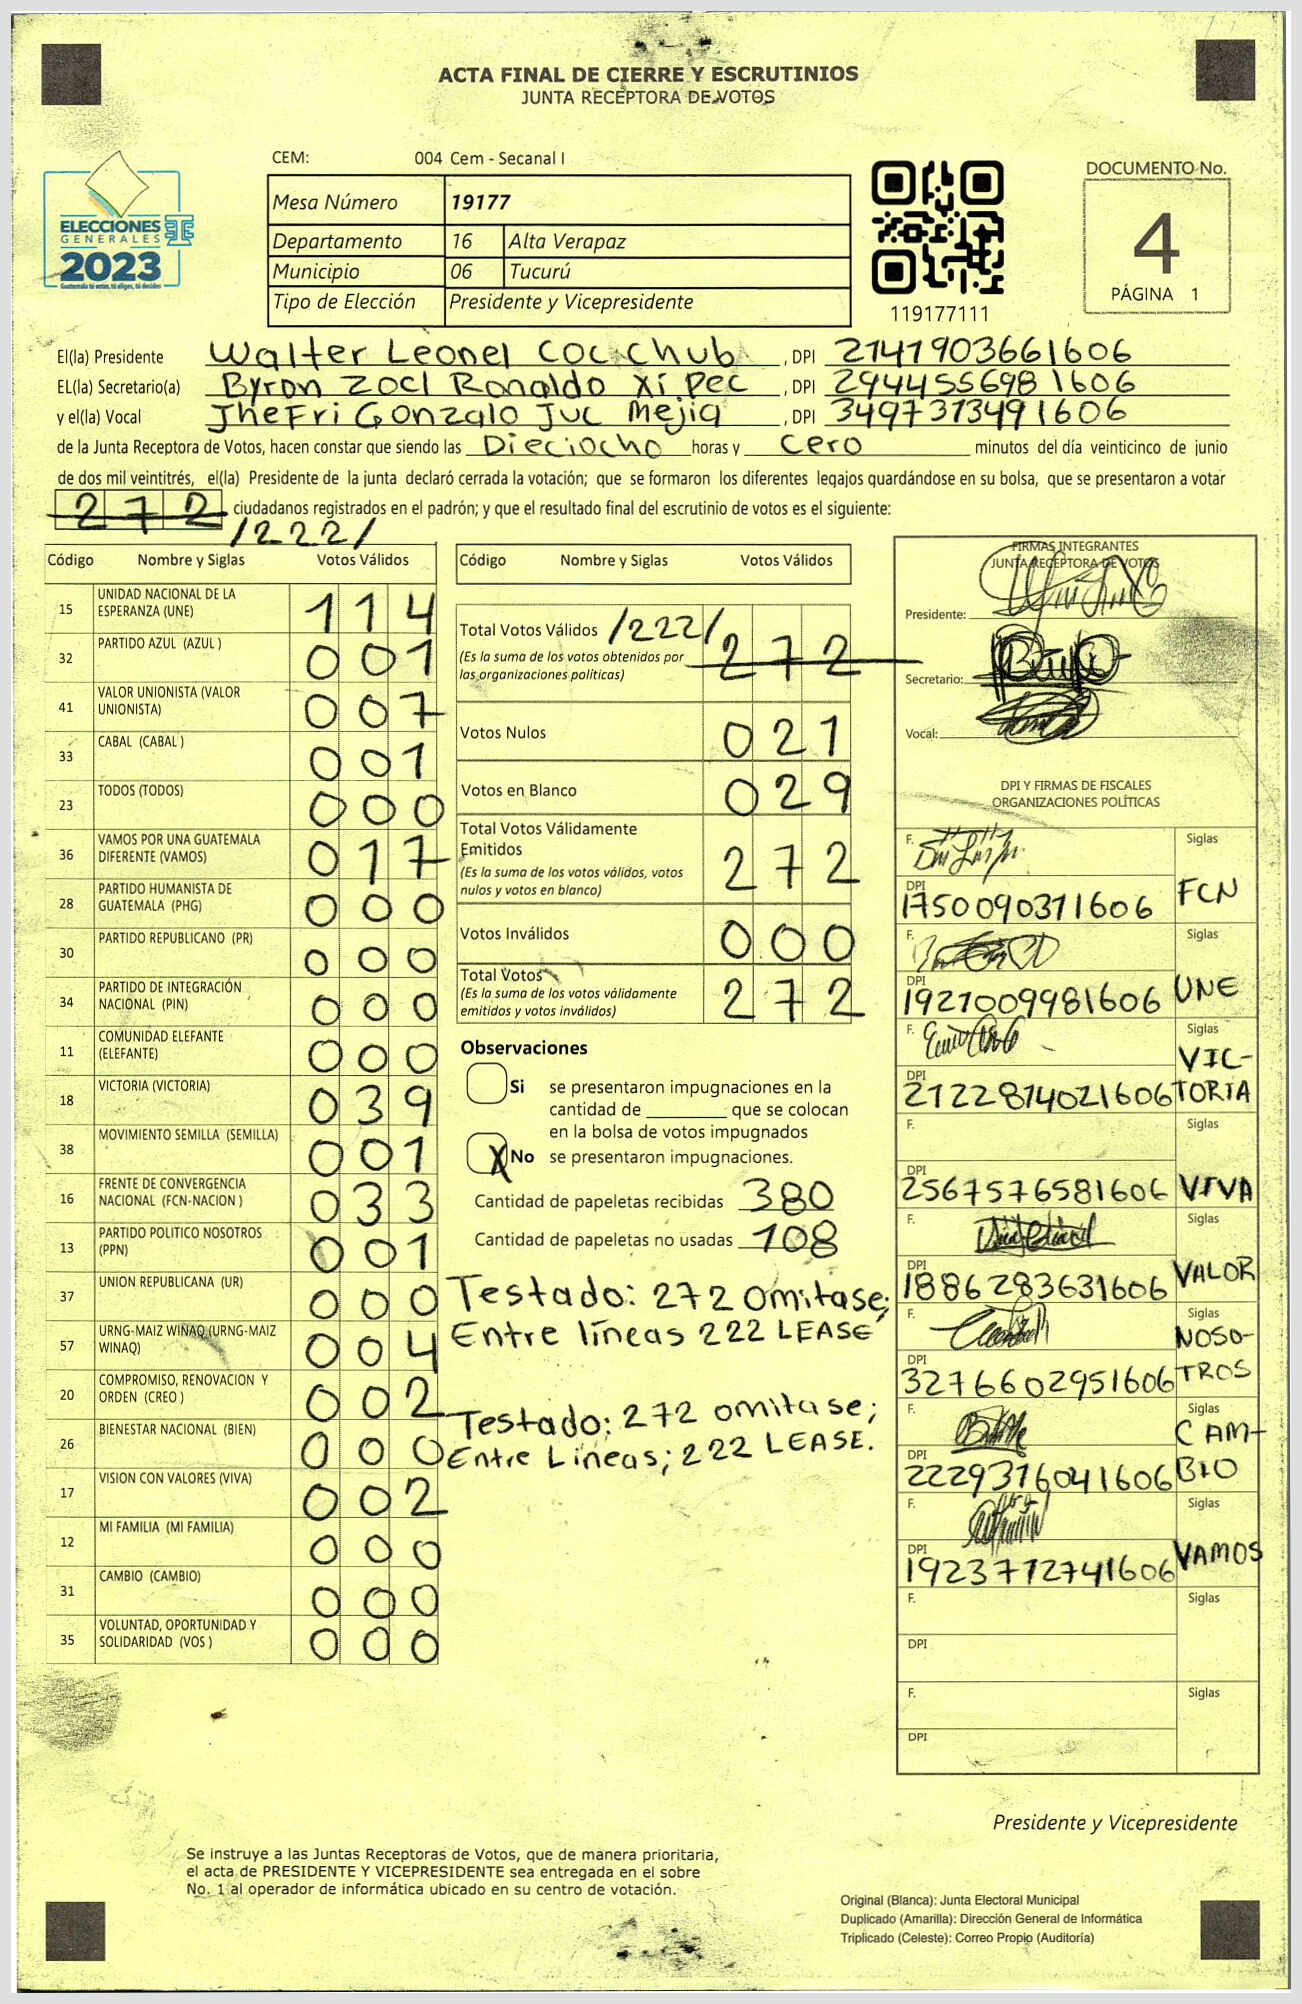 ACTA FINAL DE CIERRE Y ESCRUTINIOS
JUNTA RECEPTORA DE VOTOS
CEM: 004 Cem - Secanal I
ELECCIONES
GENERALES
2023
Guatemala tú votas, tú eliges, tú decides
Mesa Número 19177
Departamento 16 Alta Verapaz
Municipio 06 Tucurú
Tipo de Elección Presidente y Vicepresidente
119177111
DOCUMENTO No.
4
PÁGINA 1
El(la) Presidente Walter Leonel Coc Chub, DPI 2141903661606
EL(la) Secretario(a) Byron Zocl Ronaldo Xí Pec, DPI 2944556981606
y el(la) Vocal Jhefri Gonzalo Juc Mejia, DPI 3497373491606
de la Junta Receptora de Votos, hacen constar que siendo las Dieciocho horas y cero minutos del día veinticinco de junio
de dos mil veintitrés, el(la) Presidente de la junta declaró cerrada la votación; que se formaron los diferentes legajos guardándose en su bolsa, que se presentaron a votar
272 ciudadanos registrados en el padrón; y que el resultado final del escrutinio de votos es el siguiente:
/222/
Código Nombre y Siglas Votos Válidos
15 UNIDAD NACIONAL DE LA ESPERANZA (UNE) 114
32 PARTIDO AZUL (AZUL ) 001
41 VALOR UNIONISTA (VALOR UNIONISTA) 007
33 CABAL (CABAL ) 001
23 TODOS (TODOS) 000
36 VAMOS POR UNA GUATEMALA DIFERENTE (VAMOS) 017
28 PARTIDO HUMANISTA DE GUATEMALA (PHG) 000
30 PARTIDO REPUBLICANO (PR) 000
34 PARTIDO DE INTEGRACIÓN NACIONAL (PIN) 000
11 COMUNIDAD ELEFANTE (ELEFANTE) 000
18 VICTORIA (VICTORIA) 039
38 MOVIMIENTO SEMILLA (SEMILLA) 001
16 FRENTE DE CONVERGENCIA NACIONAL (FCN-NACION ) 033
13 PARTIDO POLITICO NOSOTROS (PPN) 001
37 UNION REPUBLICANA (UR) 000
57 URNG-MAIZ WINAQ (URNG-MAIZ WINAQ) 004
20 COMPROMISO, RENOVACION Y ORDEN (CREO ) 002
26 BIENESTAR NACIONAL (BIEN) 000
17 VISION CON VALORES (VIVA) 002
12 MI FAMILIA (MI FAMILIA) 000
31 CAMBIO (CAMBIO) 000
35 VOLUNTAD, OPORTUNIDAD Y SOLIDARIDAD (VOS ) 000
Código Nombre y Siglas Votos Válidos
Total Votos Válidos /222/ 272
(Es la suma de los votos obtenidos por
las organizaciones políticas)
Votos Nulos 021
Votos en Blanco 029
Total Votos Válidamente
Emitidos 272
(Es la suma de los votos válidos, votos
nulos y votos en blanco)
Votos Inválidos 000
Total Votos 272
(Es la suma de los votos válidamente
emitidos y votos inválidos)
Observaciones
Si se presentaron impugnaciones en la
cantidad de ________ que se colocan
en la bolsa de votos impugnados
X No se presentaron impugnaciones.
Cantidad de papeletas recibidas 380
Cantidad de papeletas no usadas 108
Testado: 272 omitase;
Entre líneas 222 LEASE
Testado: 272 omitase;
Entre Lineas; 222 LEASE.
FIRMAS INTEGRANTES
JUNTA RECEPTORA DE VOTOS
Presidente:
Secretario:
Vocal:
DPI Y FIRMAS DE FISCALES
ORGANIZACIONES POLÍTICAS
F. Siglas
DPI 1750090371606 FCN
F. Siglas
DPI 1927009981606 UNE
F. Siglas
DPI 2122814021606 VICTORIA
F. Siglas
DPI 2567576581606 VIVA
F. Siglas
DPI 1886283631606 VALOR
F. Siglas
DPI 3276602951606 NOSOTROS
F. Siglas
DPI 2229376041606 CAMBIO
F. Siglas
DPI 1923772741606 VAMOS
F. Siglas
DPI
F. Siglas
DPI
Presidente y Vicepresidente
Se instruye a las Juntas Receptoras de Votos, que de manera prioritaria,
el acta de PRESIDENTE Y VICEPRESIDENTE sea entregada en el sobre
No. 1 al operador de informática ubicado en su centro de votación.
Original (Blanca): Junta Electoral Municipal
Duplicado (Amarilla): Dirección General de Informática
Triplicado (Celeste): Correo Propio (Auditoría)